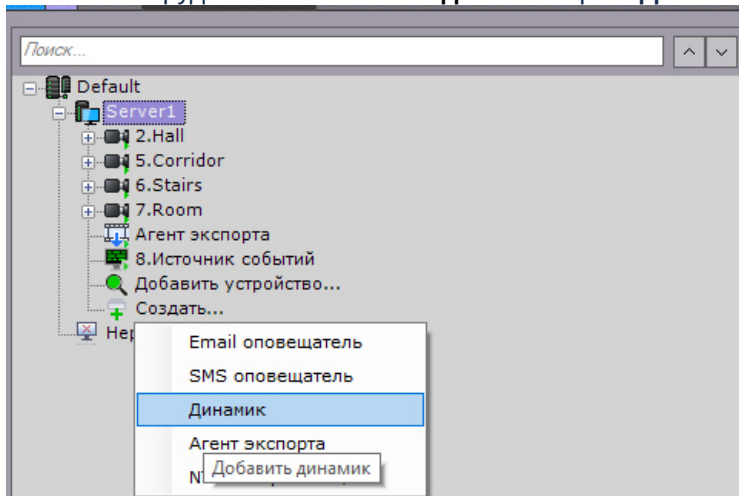 Поиск...
Default
Server1
2.Hall
5.Corridor
6.Stairs
7.Room
Агент экспорта
8.Источник событий
Добавить устройство...
Создать...
Email оповещатель
SMS оповещатель
Динамик
Агент экспорта
Добавить динамик